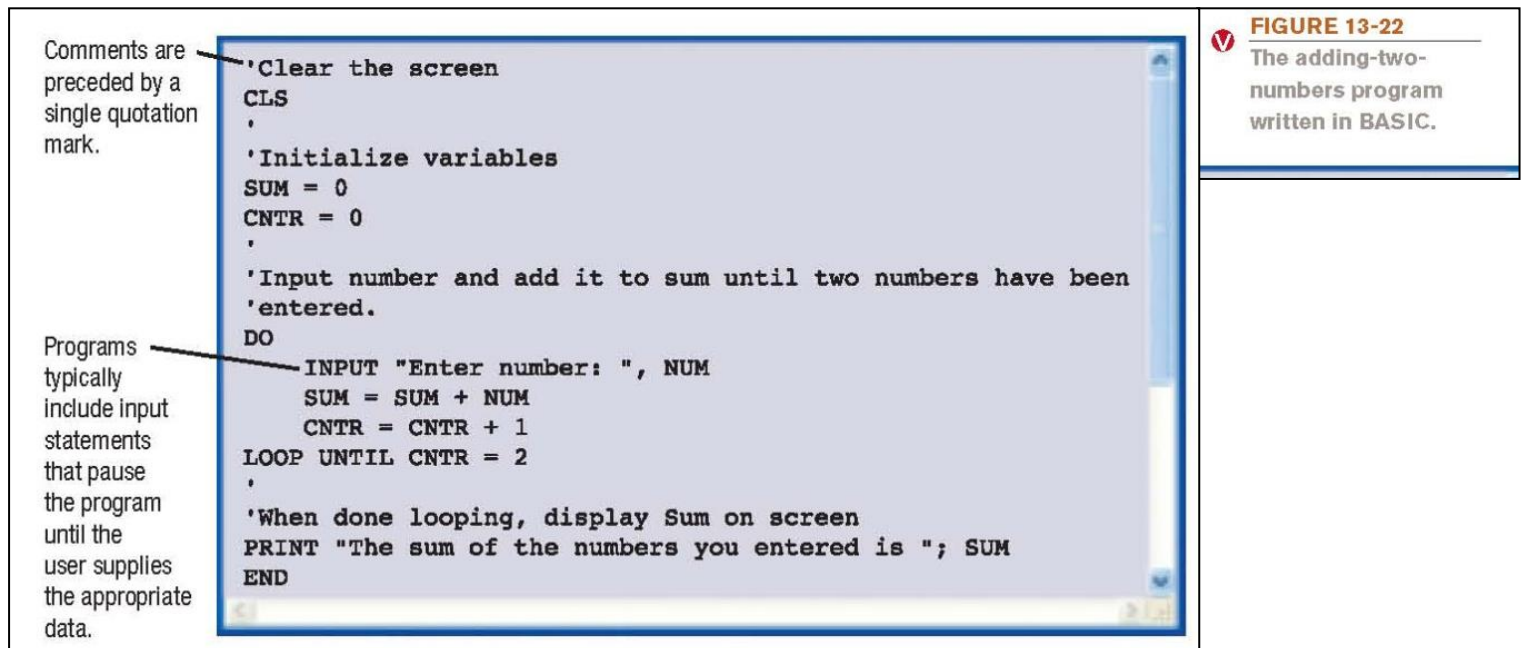 Comments are
preceded by a
single quotation
mark.
'Clear the screen
CLS
'
'Initialize variables
SUM = 0
CNTR = 0
'
'Input number and add it to sum until two numbers have been
'entered.
DO
    INPUT "Enter number: ", NUM
    SUM = SUM + NUM
    CNTR = CNTR + 1
LOOP UNTIL CNTR = 2
'
'When done looping, display Sum on screen
PRINT "The sum of the numbers you entered is "; SUM
END
Programs
typically
include input
statements
that pause
the program
until the
user supplies
the appropriate
data.
V
FIGURE 13-22
The adding-two-
numbers program
written in BASIC.